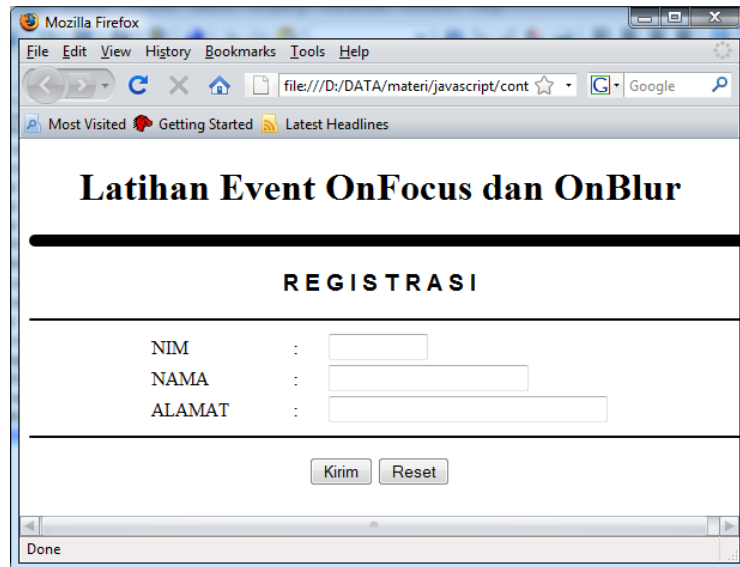 Mozilla Firefox
File Edit View History Bookmarks Tools Help
file:///D:/DATA/materi/javascript/cont G Google
Most Visited Getting Started Latest Headlines
Latihan Event OnFocus dan OnBlur
R E G I S T R A S I
NIM :
NAMA :
ALAMAT :
Kirim Reset
Done